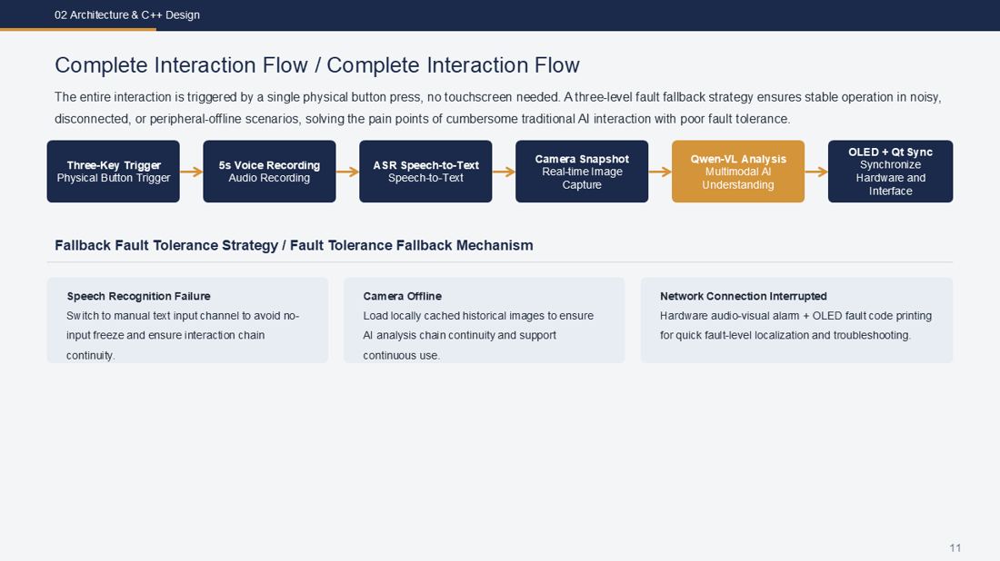 02 Architecture & C++ Design
Complete Interaction Flow / Complete Interaction Flow
The entire interaction is triggered by a single physical button press, no touchscreen needed. A three-level fault fallback strategy ensures stable operation in noisy,
disconnected, or peripheral-offline scenarios, solving the pain points of cumbersome traditional AI interaction with poor fault tolerance.
Three-Key Trigger
Physical Button Trigger
5s Voice Recording
Audio Recording
ASR Speech-to-Text
Speech-to-Text
Camera Snapshot
Real-time Image
Capture
Qwen-VL Analysis
Multimodal AI
Understanding
OLED + Qt Sync
Synchronize
Hardware and
Interface
Fallback Fault Tolerance Strategy / Fault Tolerance Fallback Mechanism
Speech Recognition Failure
Switch to manual text input channel to avoid no-
input freeze and ensure interaction chain
continuity.
Camera Offline
Load locally cached historical images to ensure
AI analysis chain continuity and support
continuous use.
Network Connection Interrupted
Hardware audio-visual alarm + OLED fault code printing
for quick fault-level localization and troubleshooting.
11